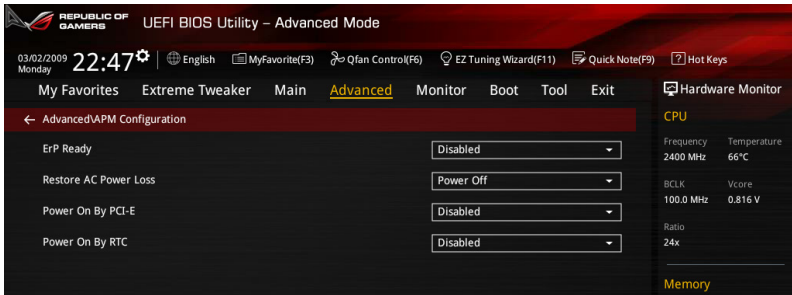 REPUBLIC OF
GAMERS
UEFI BIOS Utility – Advanced Mode
03/02/2009
Monday
22:47
English
MyFavorite(F3)
Qfan Control(F6)
EZ Tuning Wizard(F11)
Quick Note(F9)
? Hot Keys
My Favorites Extreme Tweaker Main Advanced Monitor Boot Tool Exit
← Advanced\APM Configuration
ErP Ready Disabled
Restore AC Power Loss Power Off
Power On By PCI-E Disabled
Power On By RTC Disabled
Hardware Monitor
CPU
Frequency Temperature
2400 MHz 66°C
BCLK Vcore
100.0 MHz 0.816 V
Ratio
24x
Memory